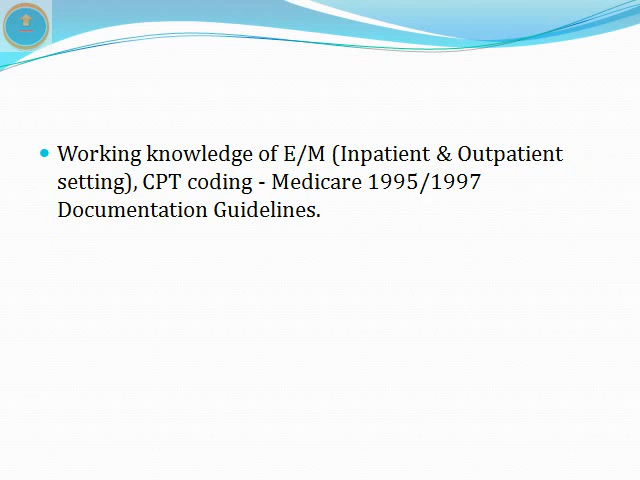 Working knowledge of E/M (Inpatient & Outpatient
setting), CPT coding - Medicare 1995/1997
Documentation Guidelines.